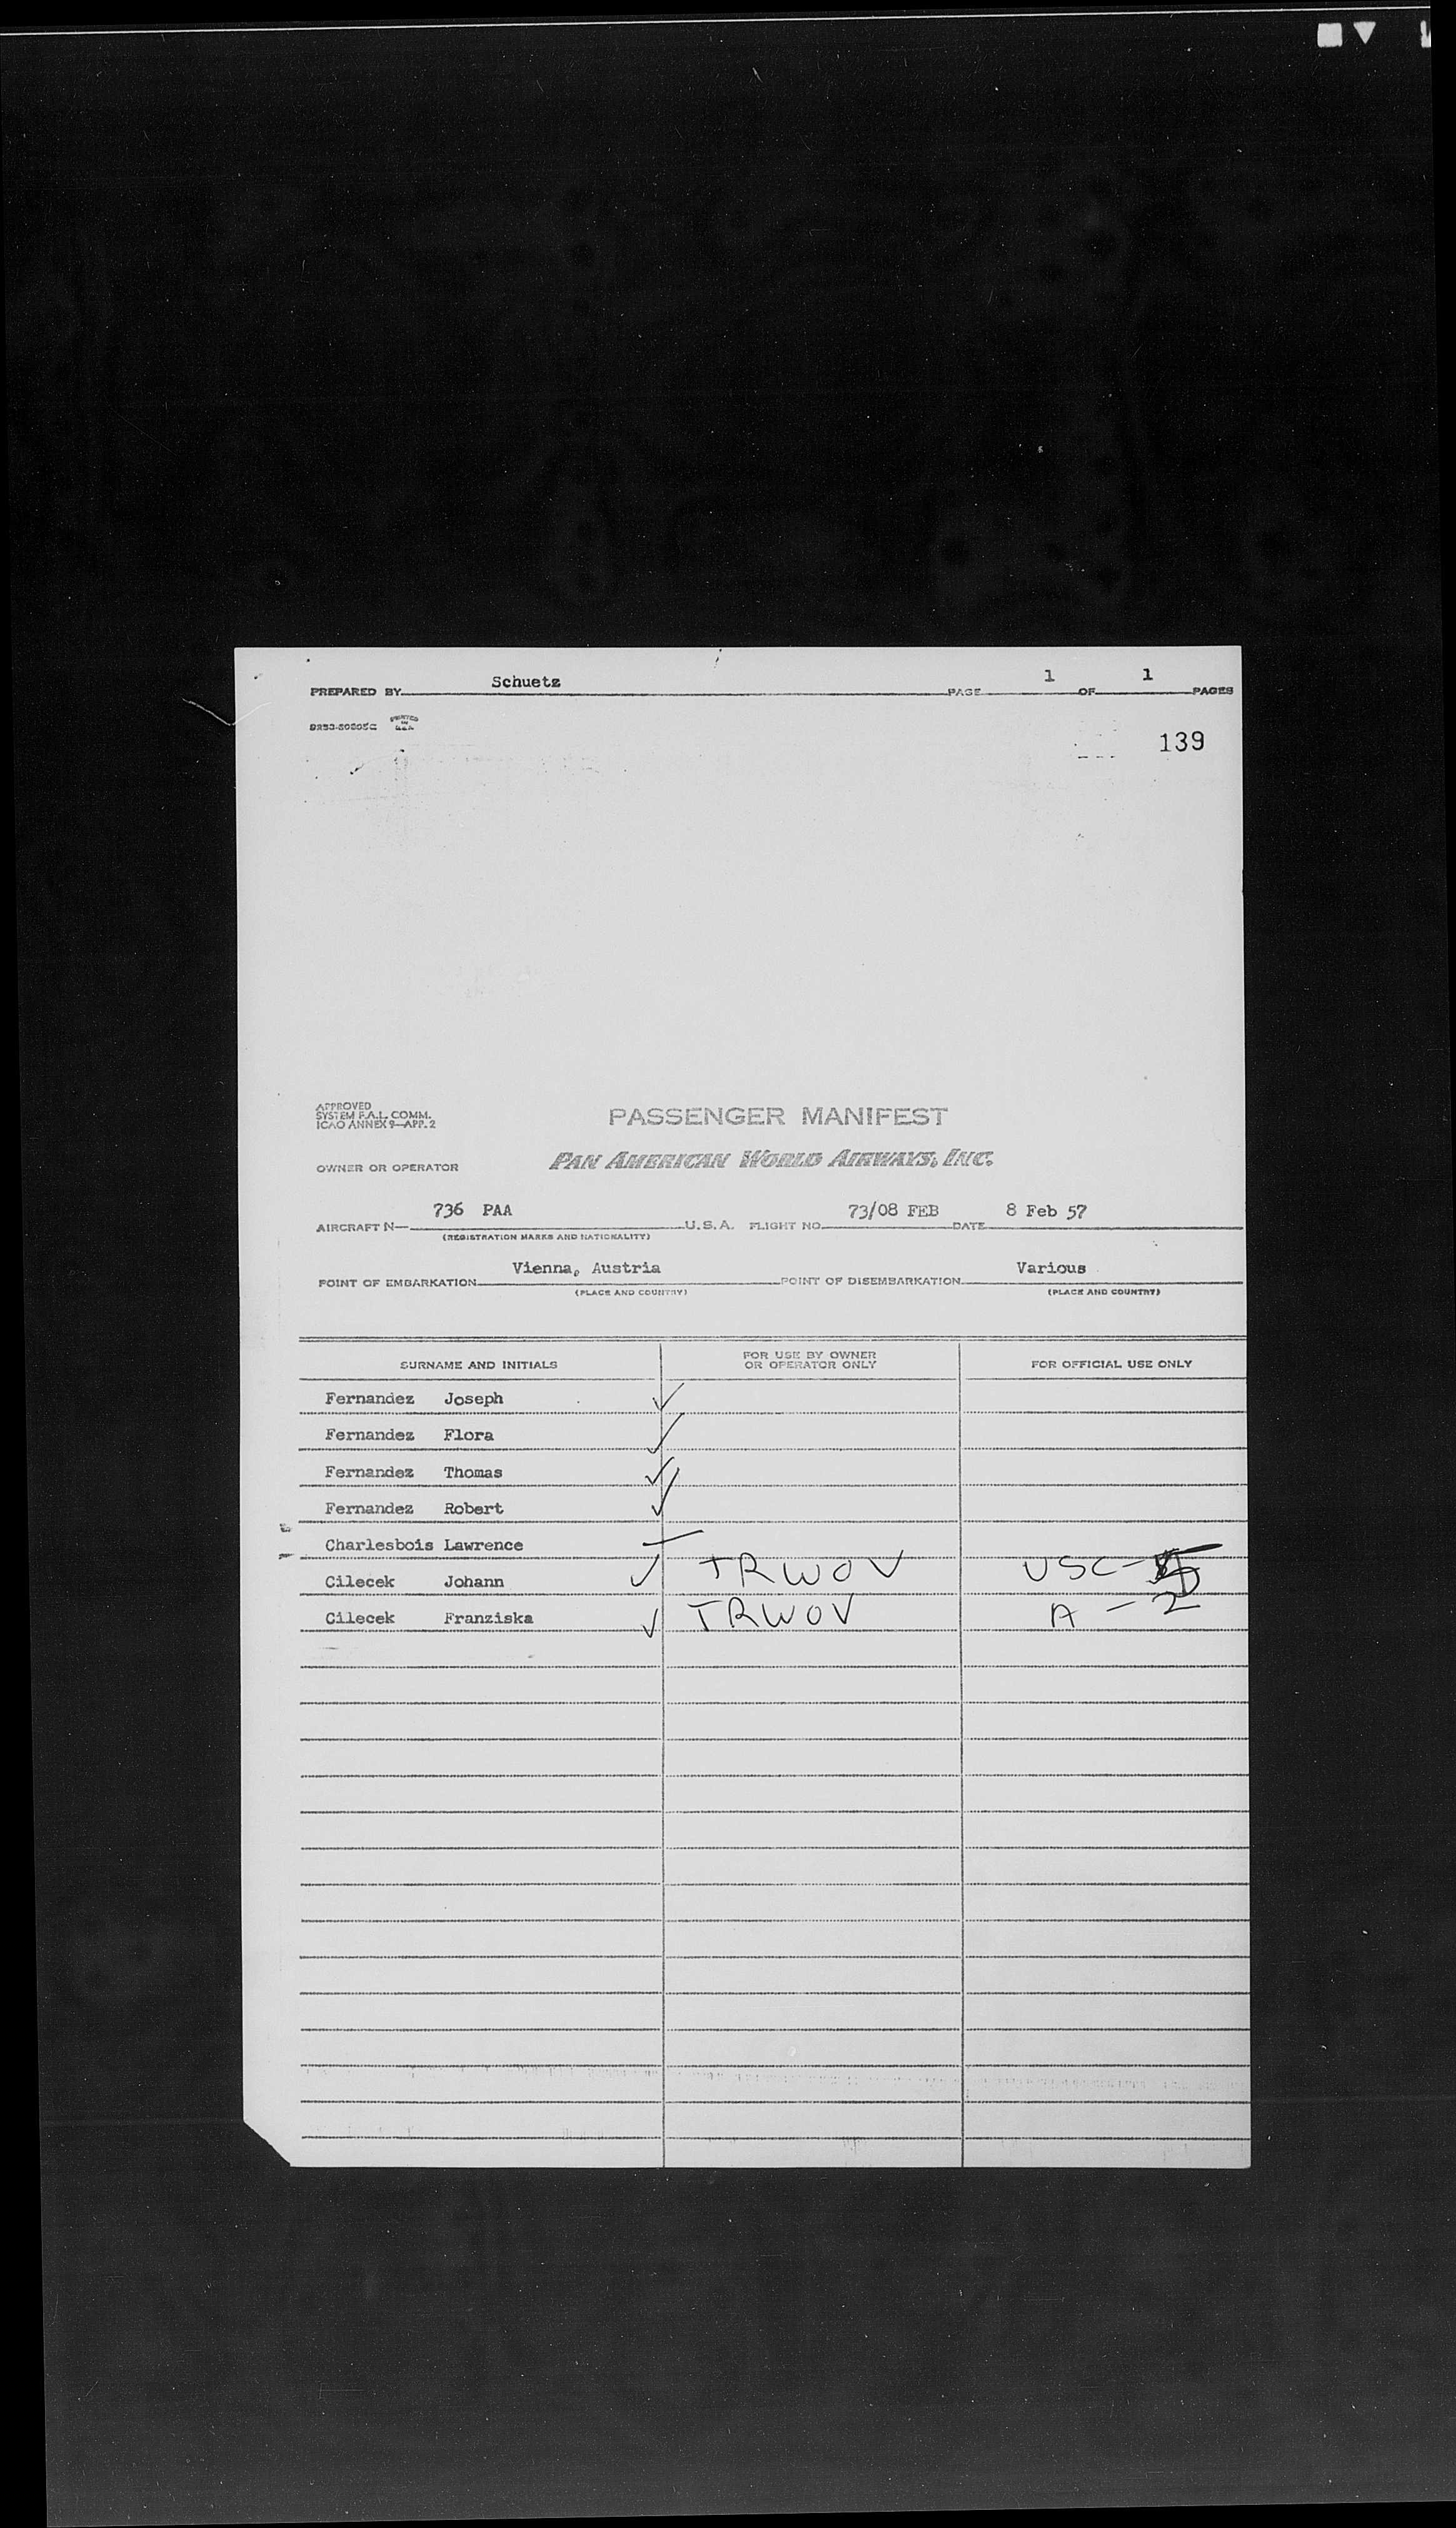 PREPARED BY Schuetz PAGE 1 OF 1 PAGES
PRINTED IN U.S.A.
139
APPROVED
SYSTEM F.A.L. COMM.
ICAO ANNEX 9—APP. 2
PASSENGER MANIFEST
OWNER OR OPERATOR PAN AMERICAN WORLD AIRWAYS, INC.
AIRCRAFT N— 736 PAA U.S.A. FLIGHT NO. 73/08 FEB DATE 8 Feb 57
(REGISTRATION MARKS AND NATIONALITY)
POINT OF EMBARKATION Vienna, Austria POINT OF DISEMBARKATION Various
(PLACE AND COUNTRY) (PLACE AND COUNTRY)
SURNAME AND INITIALS FOR USE BY OWNER OR OPERATOR ONLY FOR OFFICIAL USE ONLY
Fernandez Joseph ✓
Fernandez Flora ✓
Fernandez Thomas ✓
Fernandez Robert ✓
Charlesbois Lawrence
Cilecek Johann ✓ TRWOV USC-5
Cilecek Franziska ✓ TRWOV A-2